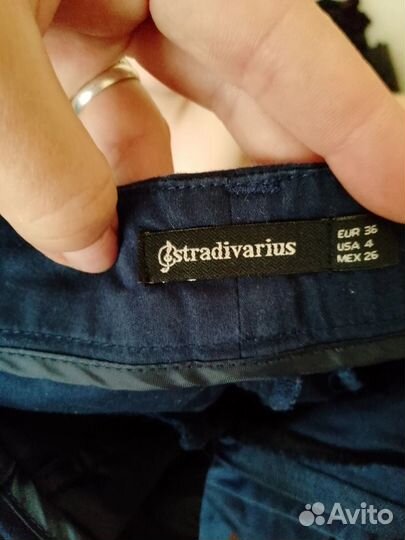 stradivarius
EUR 36
USA 4
MEX 26
Avito